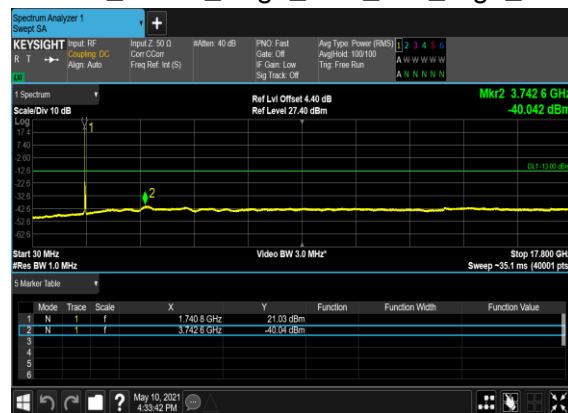 Spectrum Analyzer 1
Swept SA
+
KEYSIGHT Input: RF Input Z: 50 Ω #Atten: 40 dB PNO: Fast Avg Type: Power (RMS) 1 2 3 4 5 6
R T Coupling: DC Corr CCorr Gate: Off Avg|Hold: 100/100 A W W W W W
Align: Auto Freq Ref: Int (S) IF Gain: Low Trig: Free Run
LM Sig Track: Off A N N N N N
1 Spectrum Ref Lvl Offset 4.40 dB Mkr2 3.742 6 GHz
Scale/Div 10 dB Ref Level 27.40 dBm -40.042 dBm
Log
17.4
1
7.40
-2.60
-12.6 DL1 -13.00 dBm
-22.6
-32.6
2
-42.6
-52.6
-62.6
Start 30 MHz Video BW 3.0 MHz* Stop 17.800 GHz
#Res BW 1.0 MHz Sweep ~35.1 ms (40001 pts)
5 Marker Table
Mode Trace Scale X Y Function Function Width Function Value
1 N 1 f 1.740 8 GHz 21.03 dBm
2 N 1 f 3.742 6 GHz -40.04 dBm
3
4
5
6
? May 10, 2021
4:33:42 PM